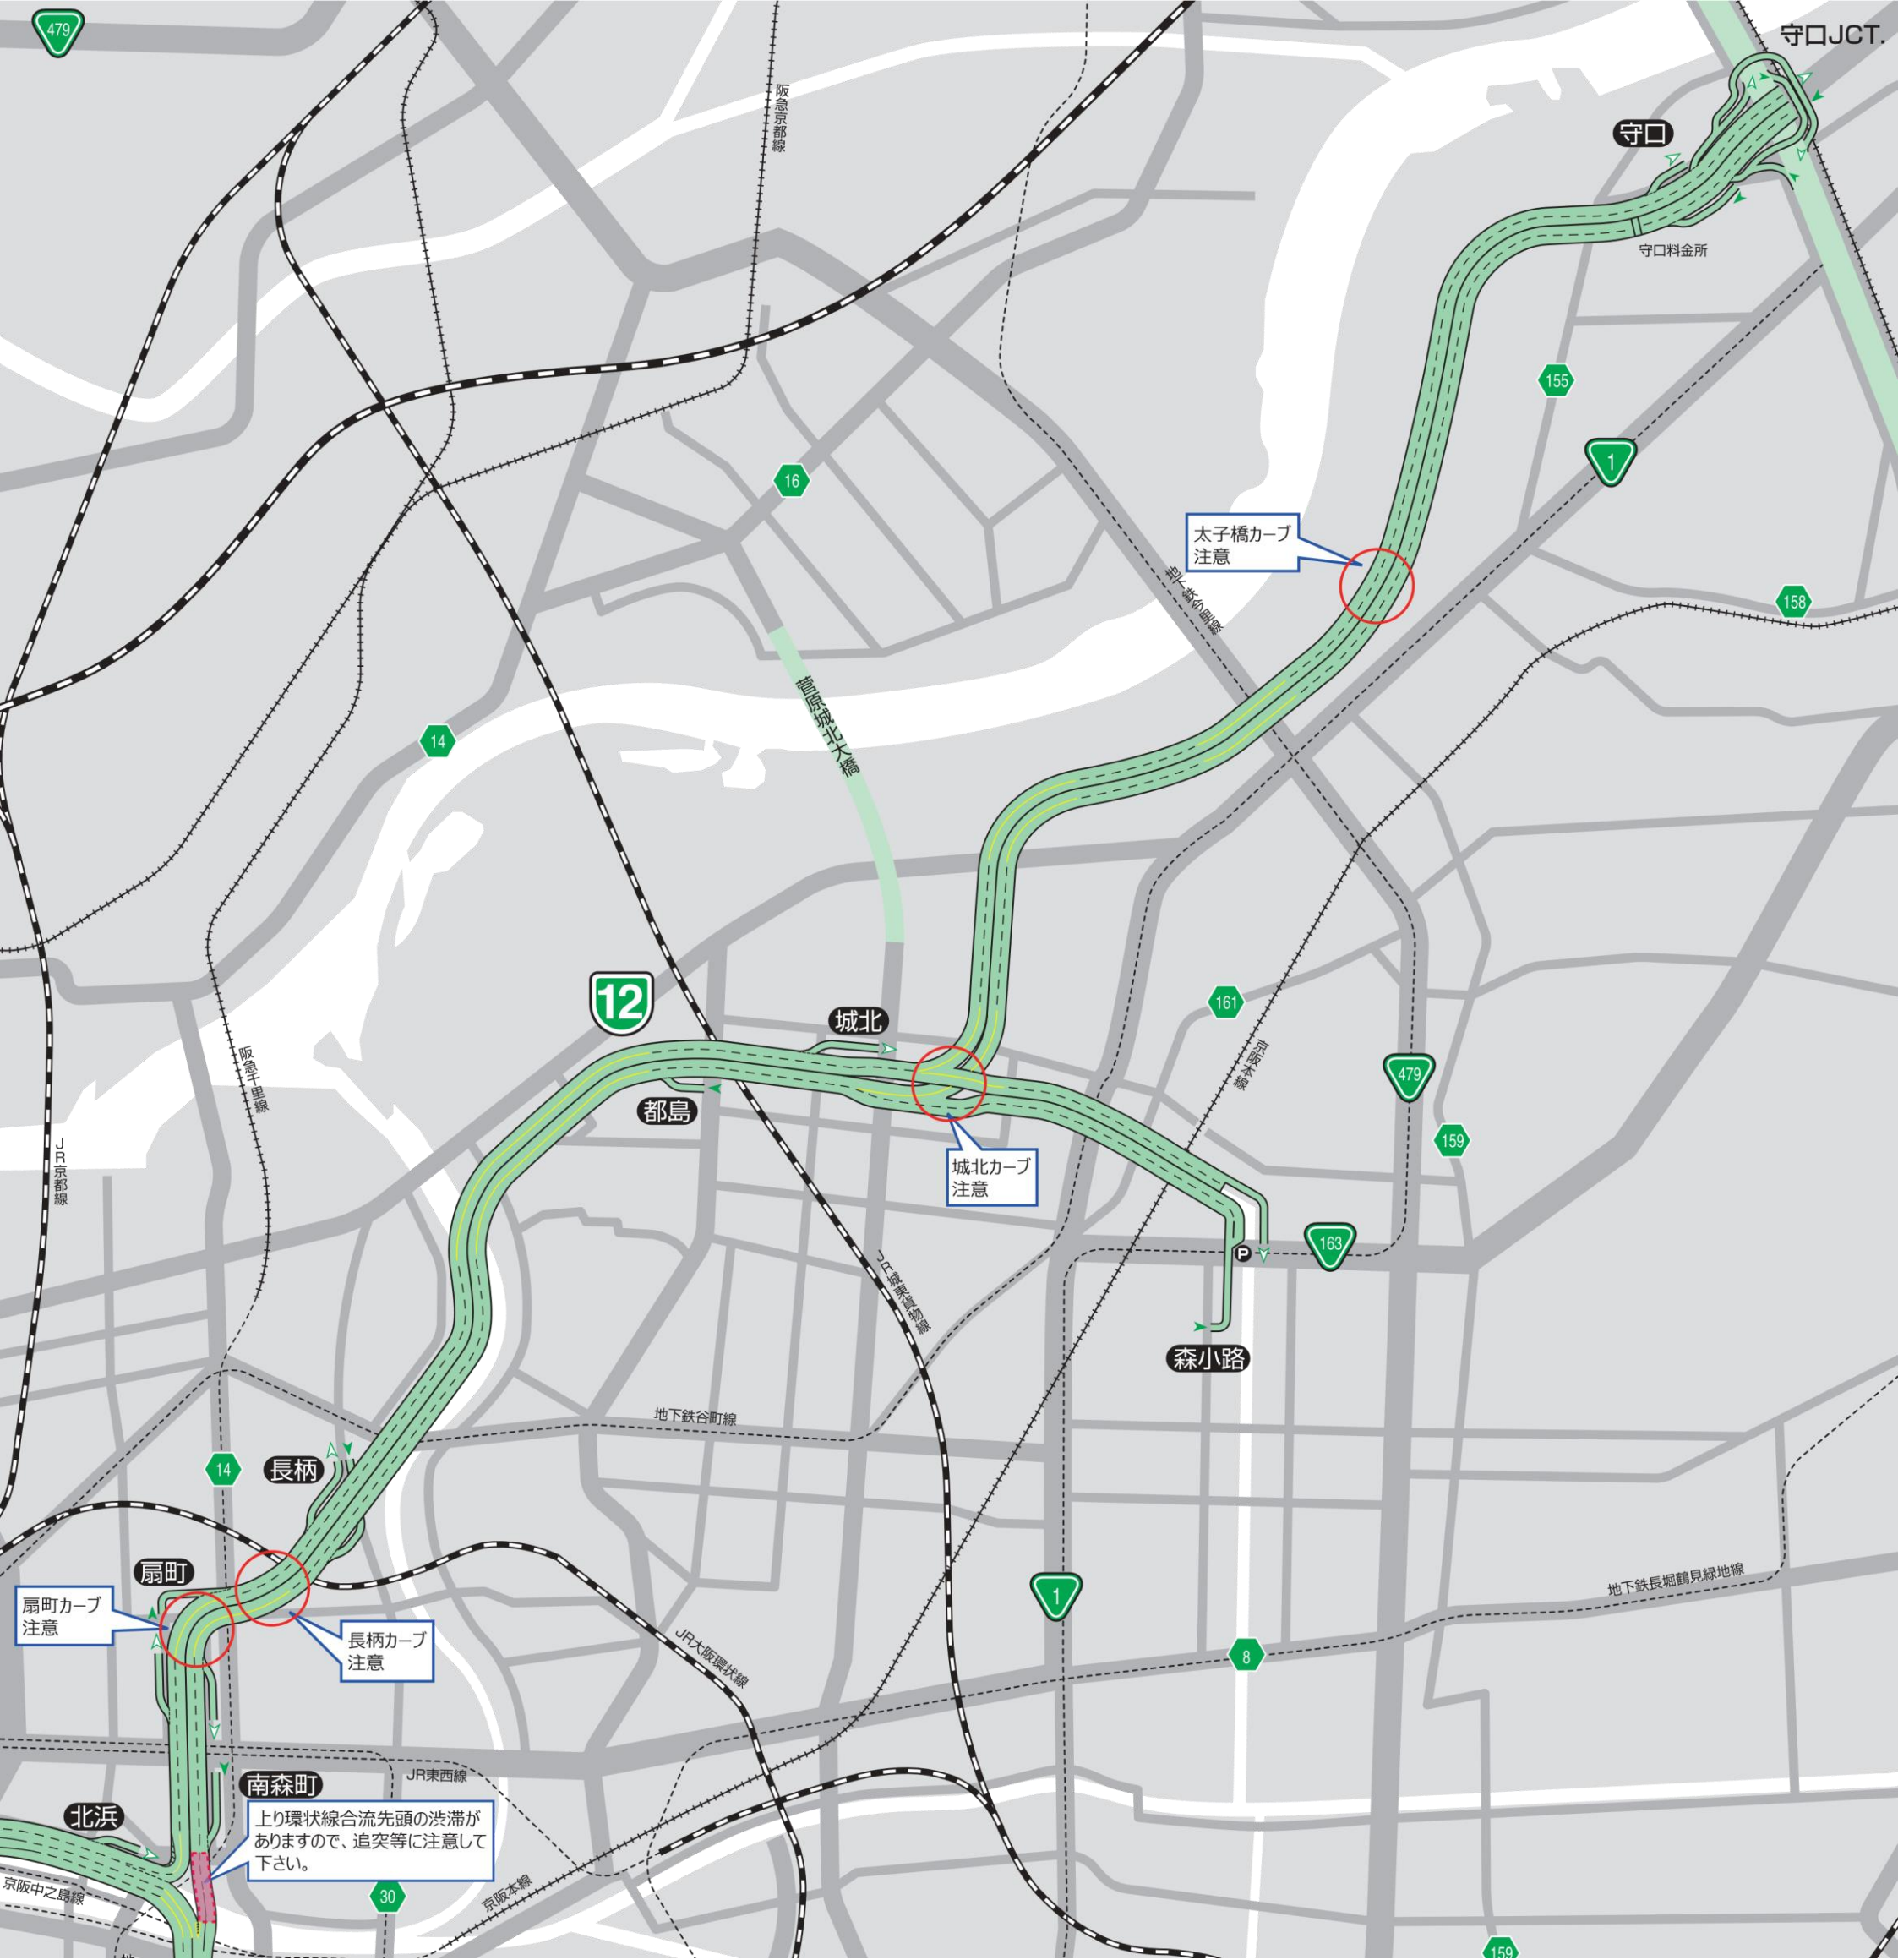 479
守口JCT.
阪急京都線
守口
守口料金所
155
1
16
太子橋カーブ
注意
地下鉄今里線
158
菅原城北大橋
14
12
城北
161
阪急千里線
京阪本線
479
都島
159
JR京都線
城北カーブ
注意
163
P
JR城東貨物線
森小路
地下鉄谷町線
14
長柄
扇町
地下鉄長堀鶴見緑地線
1
扇町カーブ
注意
長柄カーブ
注意
JR大阪環状線
8
JR東西線
南森町
北浜
上り環状線合流先頭の渋滞が
ありますので、追突等に注意して
下さい。
京阪中之島線
30
京阪本線
159